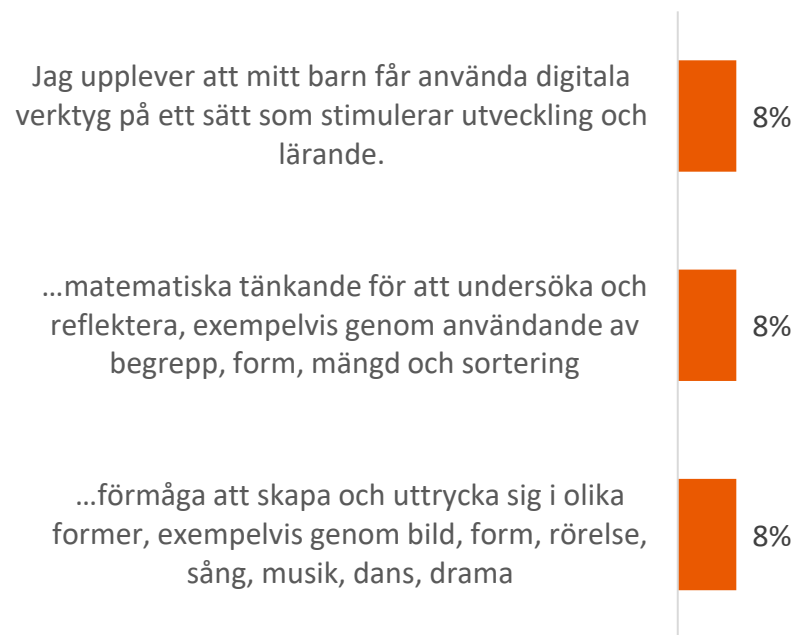 Jag upplever att mitt barn får använda digitala
verktyg på ett sätt som stimulerar utveckling och
lärande.
8%
…matematiska tänkande för att undersöka och
reflektera, exempelvis genom användande av
begrepp, form, mängd och sortering
8%
…förmåga att skapa och uttrycka sig i olika
former, exempelvis genom bild, form, rörelse,
sång, musik, dans, drama
8%